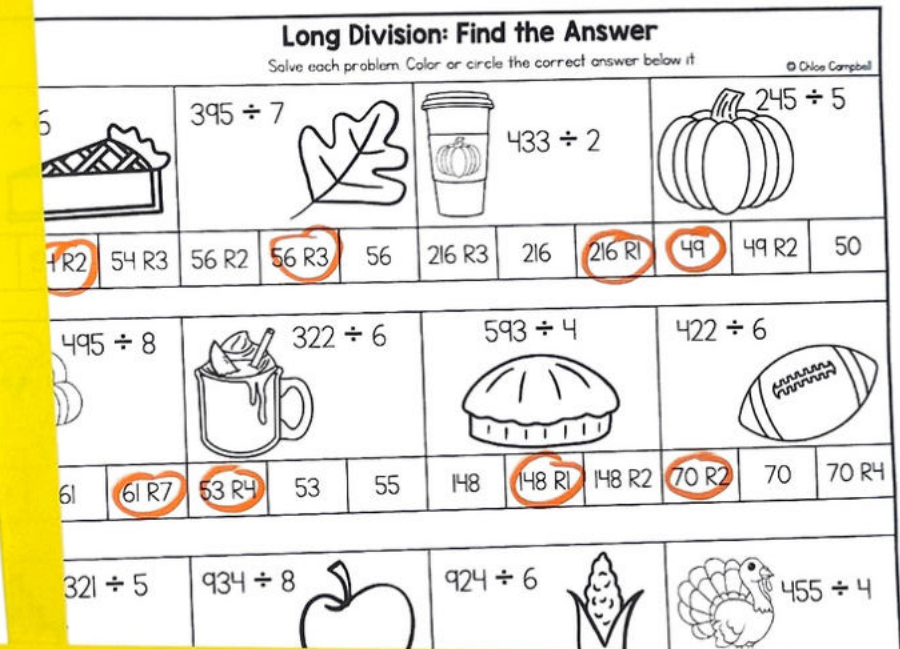 Long Division: Find the Answer
Solve each problem. Color or circle the correct answer below it
© Chloe Campbell
6 395 ÷ 7 433 ÷ 2 245 ÷ 5
R2 54 R3 56 R2 56 R3 56 216 R3 216 216 R1 49 49 R2 50
495 ÷ 8 322 ÷ 6 593 ÷ 4 422 ÷ 6
61 61 R7 53 R4 53 55 148 148 R1 148 R2 70 R2 70 70 R4
321 ÷ 5 934 ÷ 8 924 ÷ 6 455 ÷ 4